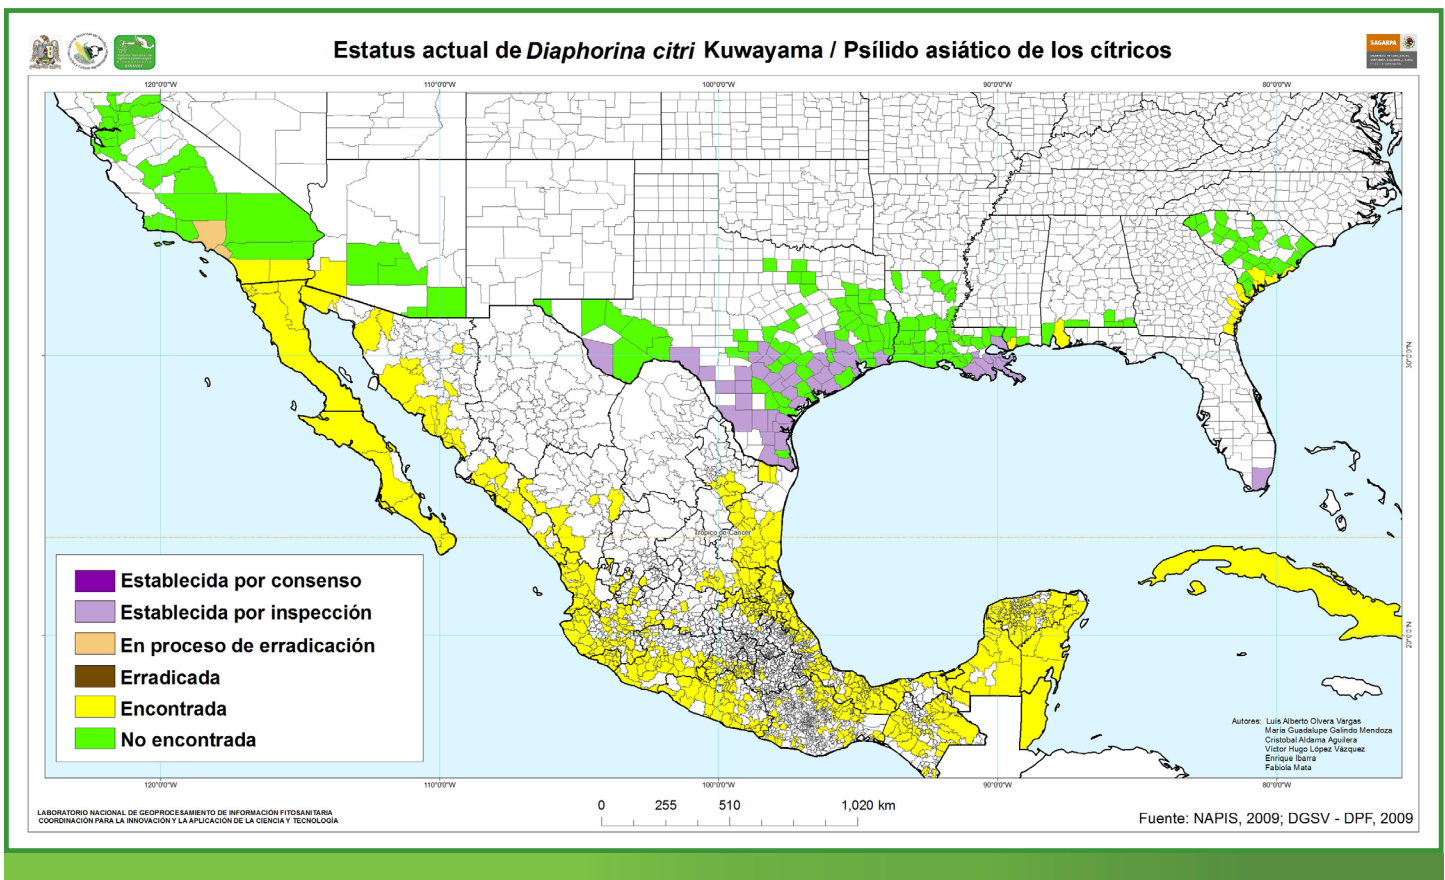 Estatus actual de Diaphorina citri Kuwayama / Psílido asiático de los cítricos
SAGARPA
120°0'0"W 110°0'0"W 100°0'0"W 90°0'0"W 80°0'0"W
30°0'0"N
Trópico de Cancer
20°0'0"N
Establecida por consenso
Establecida por inspección
En proceso de erradicación
Erradicada
Encontrada
No encontrada
Autores: Luis Alberto Olvera Vargas
María Guadalupe Galindo Mendoza
Cristobal Aldama Aguilera
Víctor Hugo López Vázquez
Enrique Ibarra
Fabiola Mata
120°0'0"W 110°0'0"W 100°0'0"W 90°0'0"W 80°0'0"W
0 255 510 1,020 km
LABORATORIO NACIONAL DE GEOPROCESAMIENTO DE INFORMACIÓN FITOSANITARIA
COORDINACIÓN PARA LA INNOVACIÓN Y LA APLICACIÓN DE LA CIENCIA Y TECNOLOGÍA
Fuente: NAPIS, 2009; DGSV - DPF, 2009